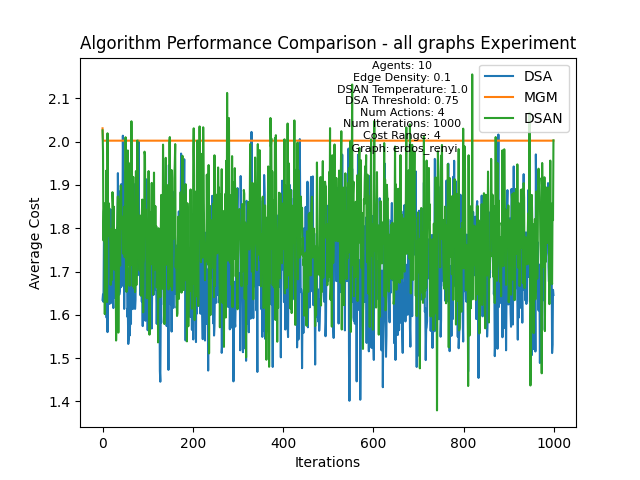 Algorithm Performance Comparison - all graphs Experiment
Agents: 10
Edge Density: 0.1
DSAN Temperature: 1.0
DSA Threshold: 0.75
Num Actions: 4
Num Iterations: 1000
Cost Range: 4
Graph: erdos_rehyi
DSA
MGM
DSAN
2.1
2.0
1.9
1.8
1.7
1.6
1.5
1.4
Average Cost
0
200
400
600
800
1000
Iterations